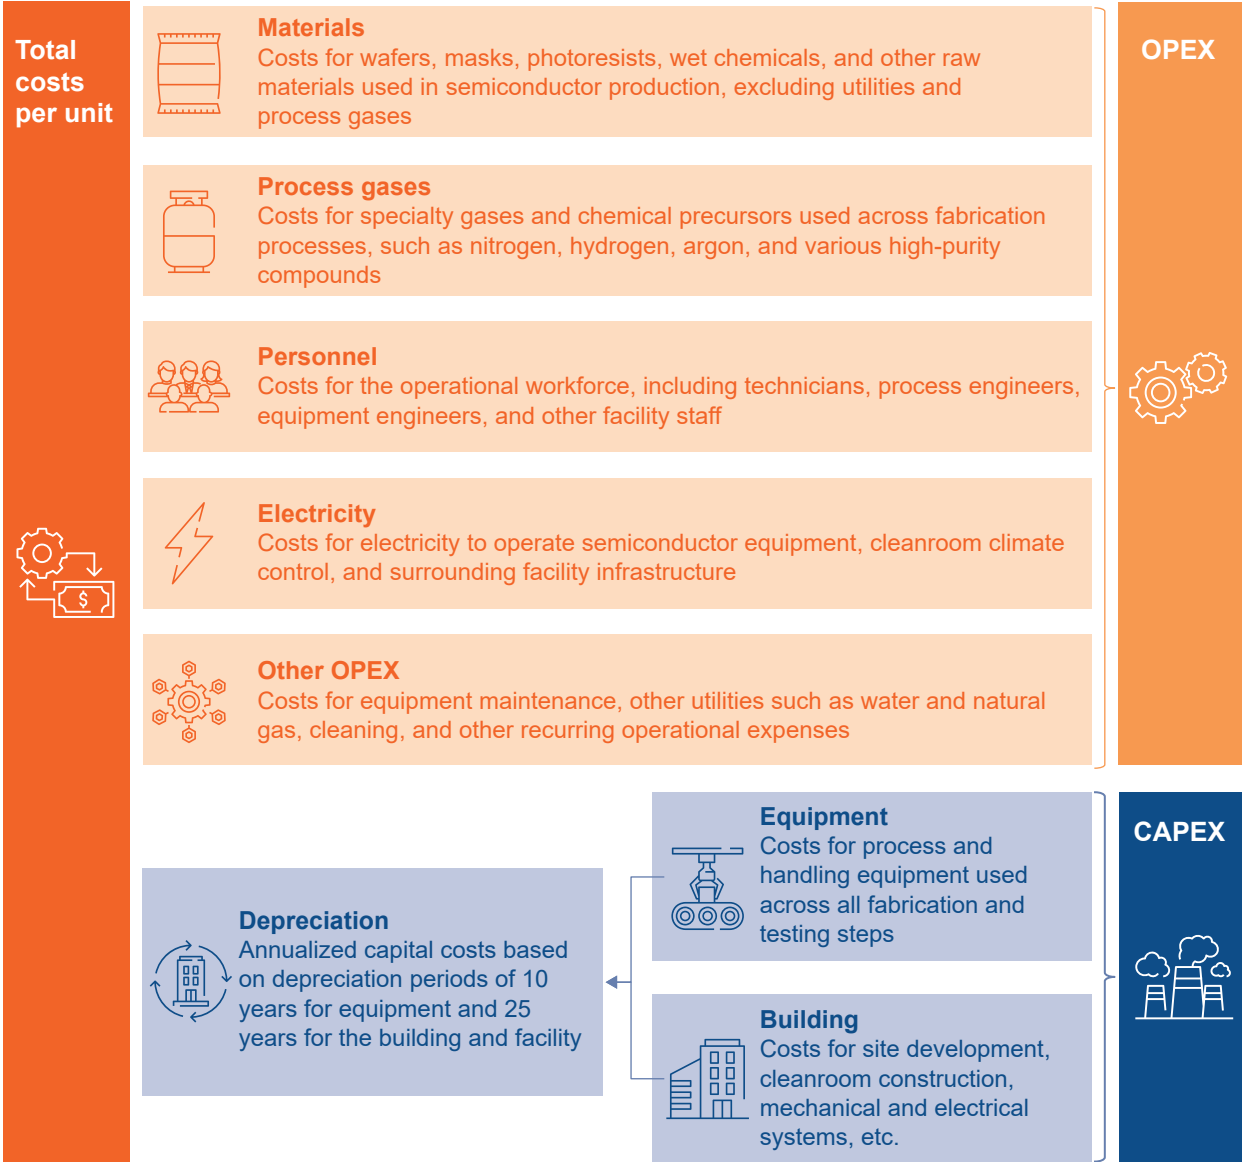 Total
costs
per unit
Materials
Costs for wafers, masks, photoresists, wet chemicals, and other raw
materials used in semiconductor production, excluding utilities and
process gases
OPEX
Process gases
Costs for specialty gases and chemical precursors used across fabrication
processes, such as nitrogen, hydrogen, argon, and various high-purity
compounds
Personnel
Costs for the operational workforce, including technicians, process engineers,
equipment engineers, and other facility staff
Electricity
Costs for electricity to operate semiconductor equipment, cleanroom climate
control, and surrounding facility infrastructure
$
Other OPEX
Costs for equipment maintenance, other utilities such as water and natural
gas, cleaning, and other recurring operational expenses
Equipment
Costs for process and
handling equipment used
across all fabrication and
testing steps
CAPEX
Depreciation
Annualized capital costs based
on depreciation periods of 10
years for equipment and 25
years for the building and facility
Building
Costs for site development,
cleanroom construction,
mechanical and electrical
systems, etc.